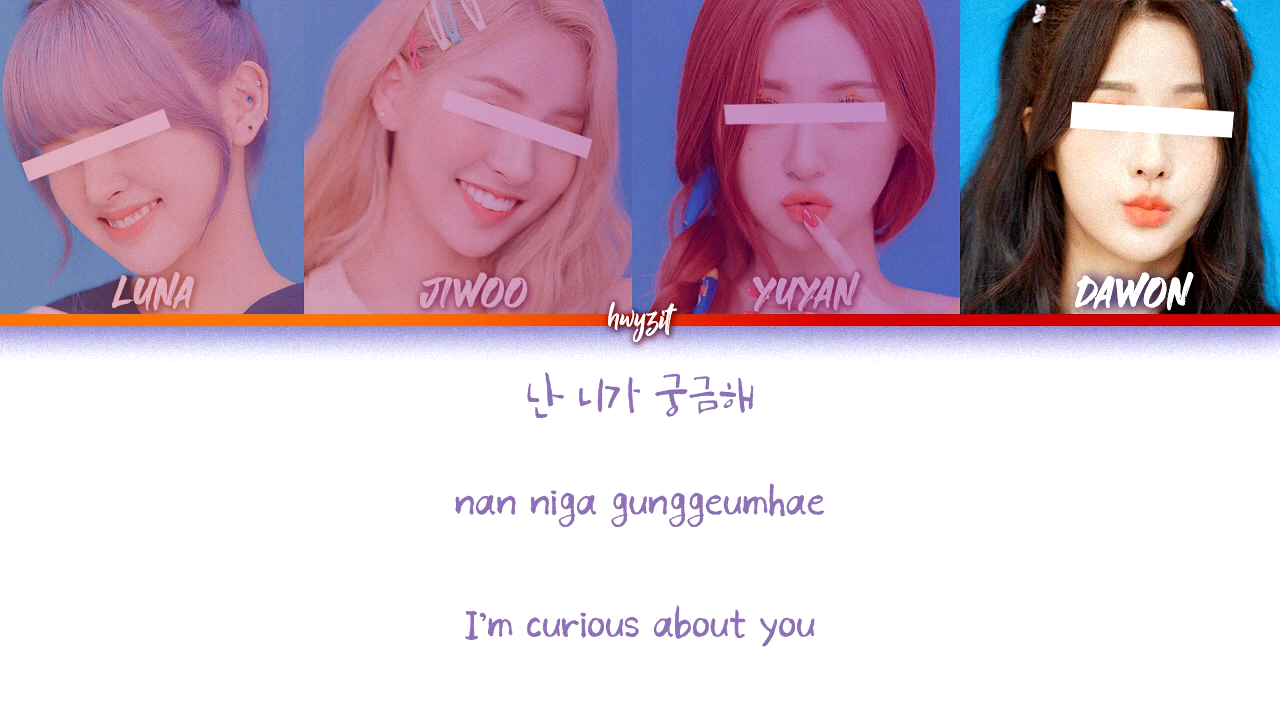 LUNA
JIWOO
YUYAN
DAWON
hwyzit
난 니가 궁금해
nan niga gunggeumhae
I'm curious about you